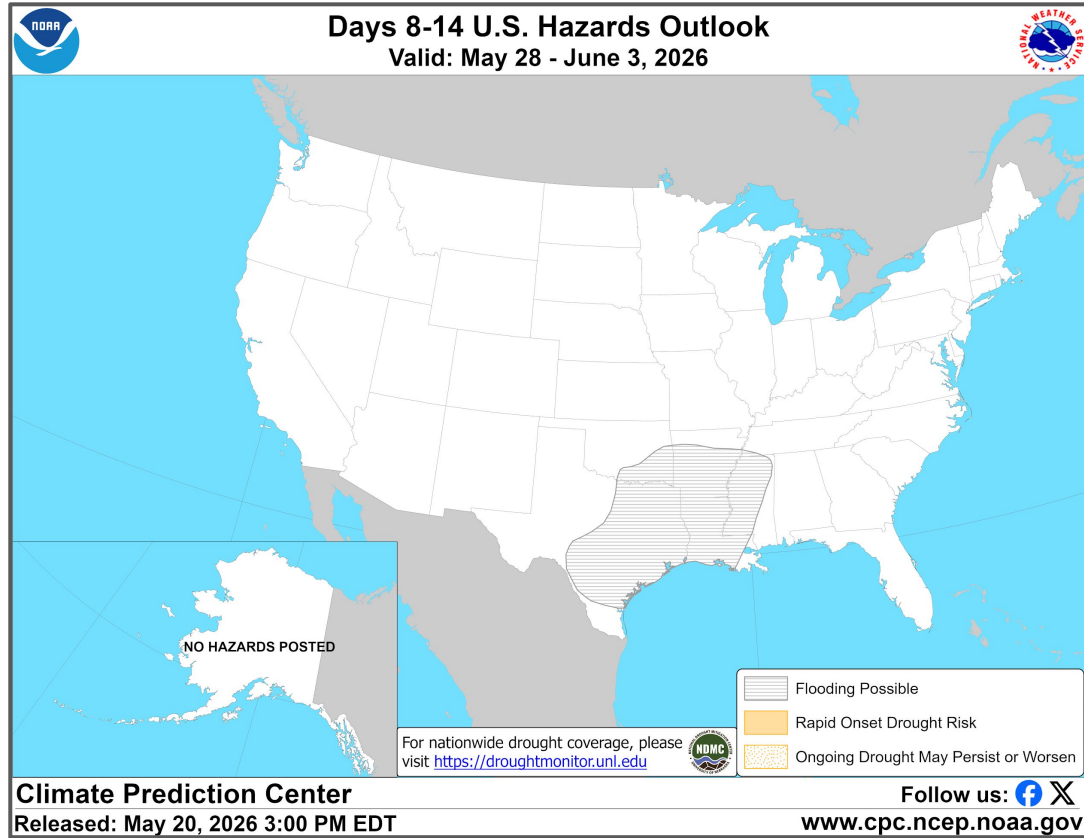 NOAA
Days 8-14 U.S. Hazards Outlook
Valid: May 28 - June 3, 2026
NATIONAL WEATHER SERVICE
NO HAZARDS POSTED
For nationwide drought coverage, please
visit https://droughtmonitor.unl.edu
NDMC
Flooding Possible
Rapid Onset Drought Risk
Ongoing Drought May Persist or Worsen
Climate Prediction Center
Follow us:
Released: May 20, 2026 3:00 PM EDT
www.cpc.ncep.noaa.gov